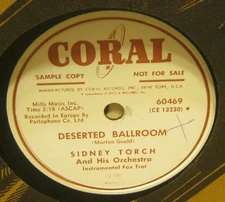 CORAL
SAMPLE COPY
NOT FOR SALE
MANUFACTURED BY CORAL RECORDS, INC., NEW YORK, U.S.A.
Mills Music Inc.
Time 2:18 (ASCAP)
60469
(CE 12220) ★
Recorded In Europe By
Parlophone Co. Ltd.
DESERTED BALLROOM
(Morton Gould)
SIDNEY TORCH
And His Orchestra
Instrumental Fox Trot